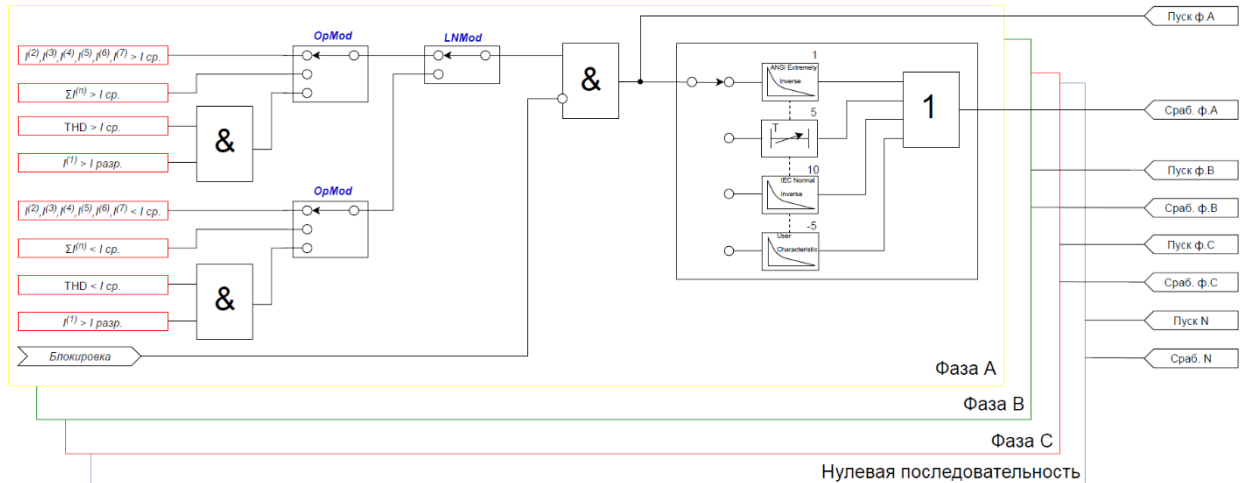 OpMod
LNMod
I⁽²⁾,I⁽³⁾,I⁽⁴⁾,I⁽⁵⁾,I⁽⁶⁾,I⁽⁷⁾ > I ср.
ΣI⁽ⁿ⁾ > I ср.
THD > I ср.
I⁽¹⁾ > I разр.
&
OpMod
I⁽²⁾,I⁽³⁾,I⁽⁴⁾,I⁽⁵⁾,I⁽⁶⁾,I⁽⁷⁾ < I ср.
ΣI⁽ⁿ⁾ < I ср.
THD < I ср.
I⁽¹⁾ > I разр.
&
Блокировка
&
1
ANSI Extremely
Inverse
5
T
10
IEC Normal
Inverse
-5
User
Characteristic
1
Пуск ф.А
Сраб. ф.А
Пуск ф.В
Сраб. ф.В
Пуск ф.С
Сраб. ф.С
Пуск N
Сраб. N
Фаза А
Фаза В
Фаза С
Нулевая последовательность